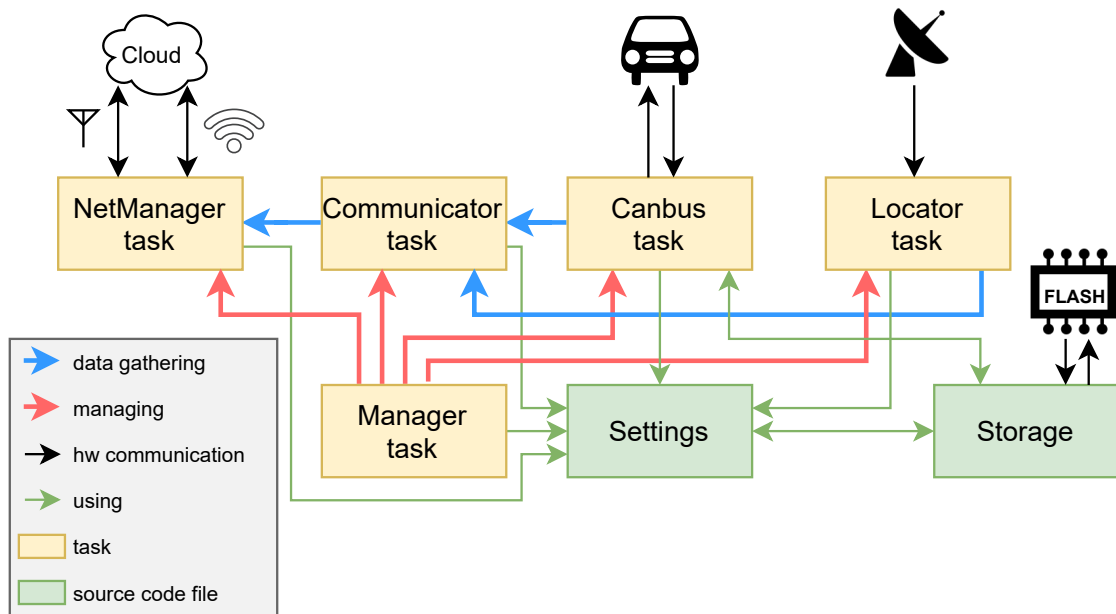 Cloud
NetManager
task
Communicator
task
Canbus
task
Locator
task
FLASH
data gathering
managing
hw communication
using
task
source code file
Manager
task
Settings
Storage